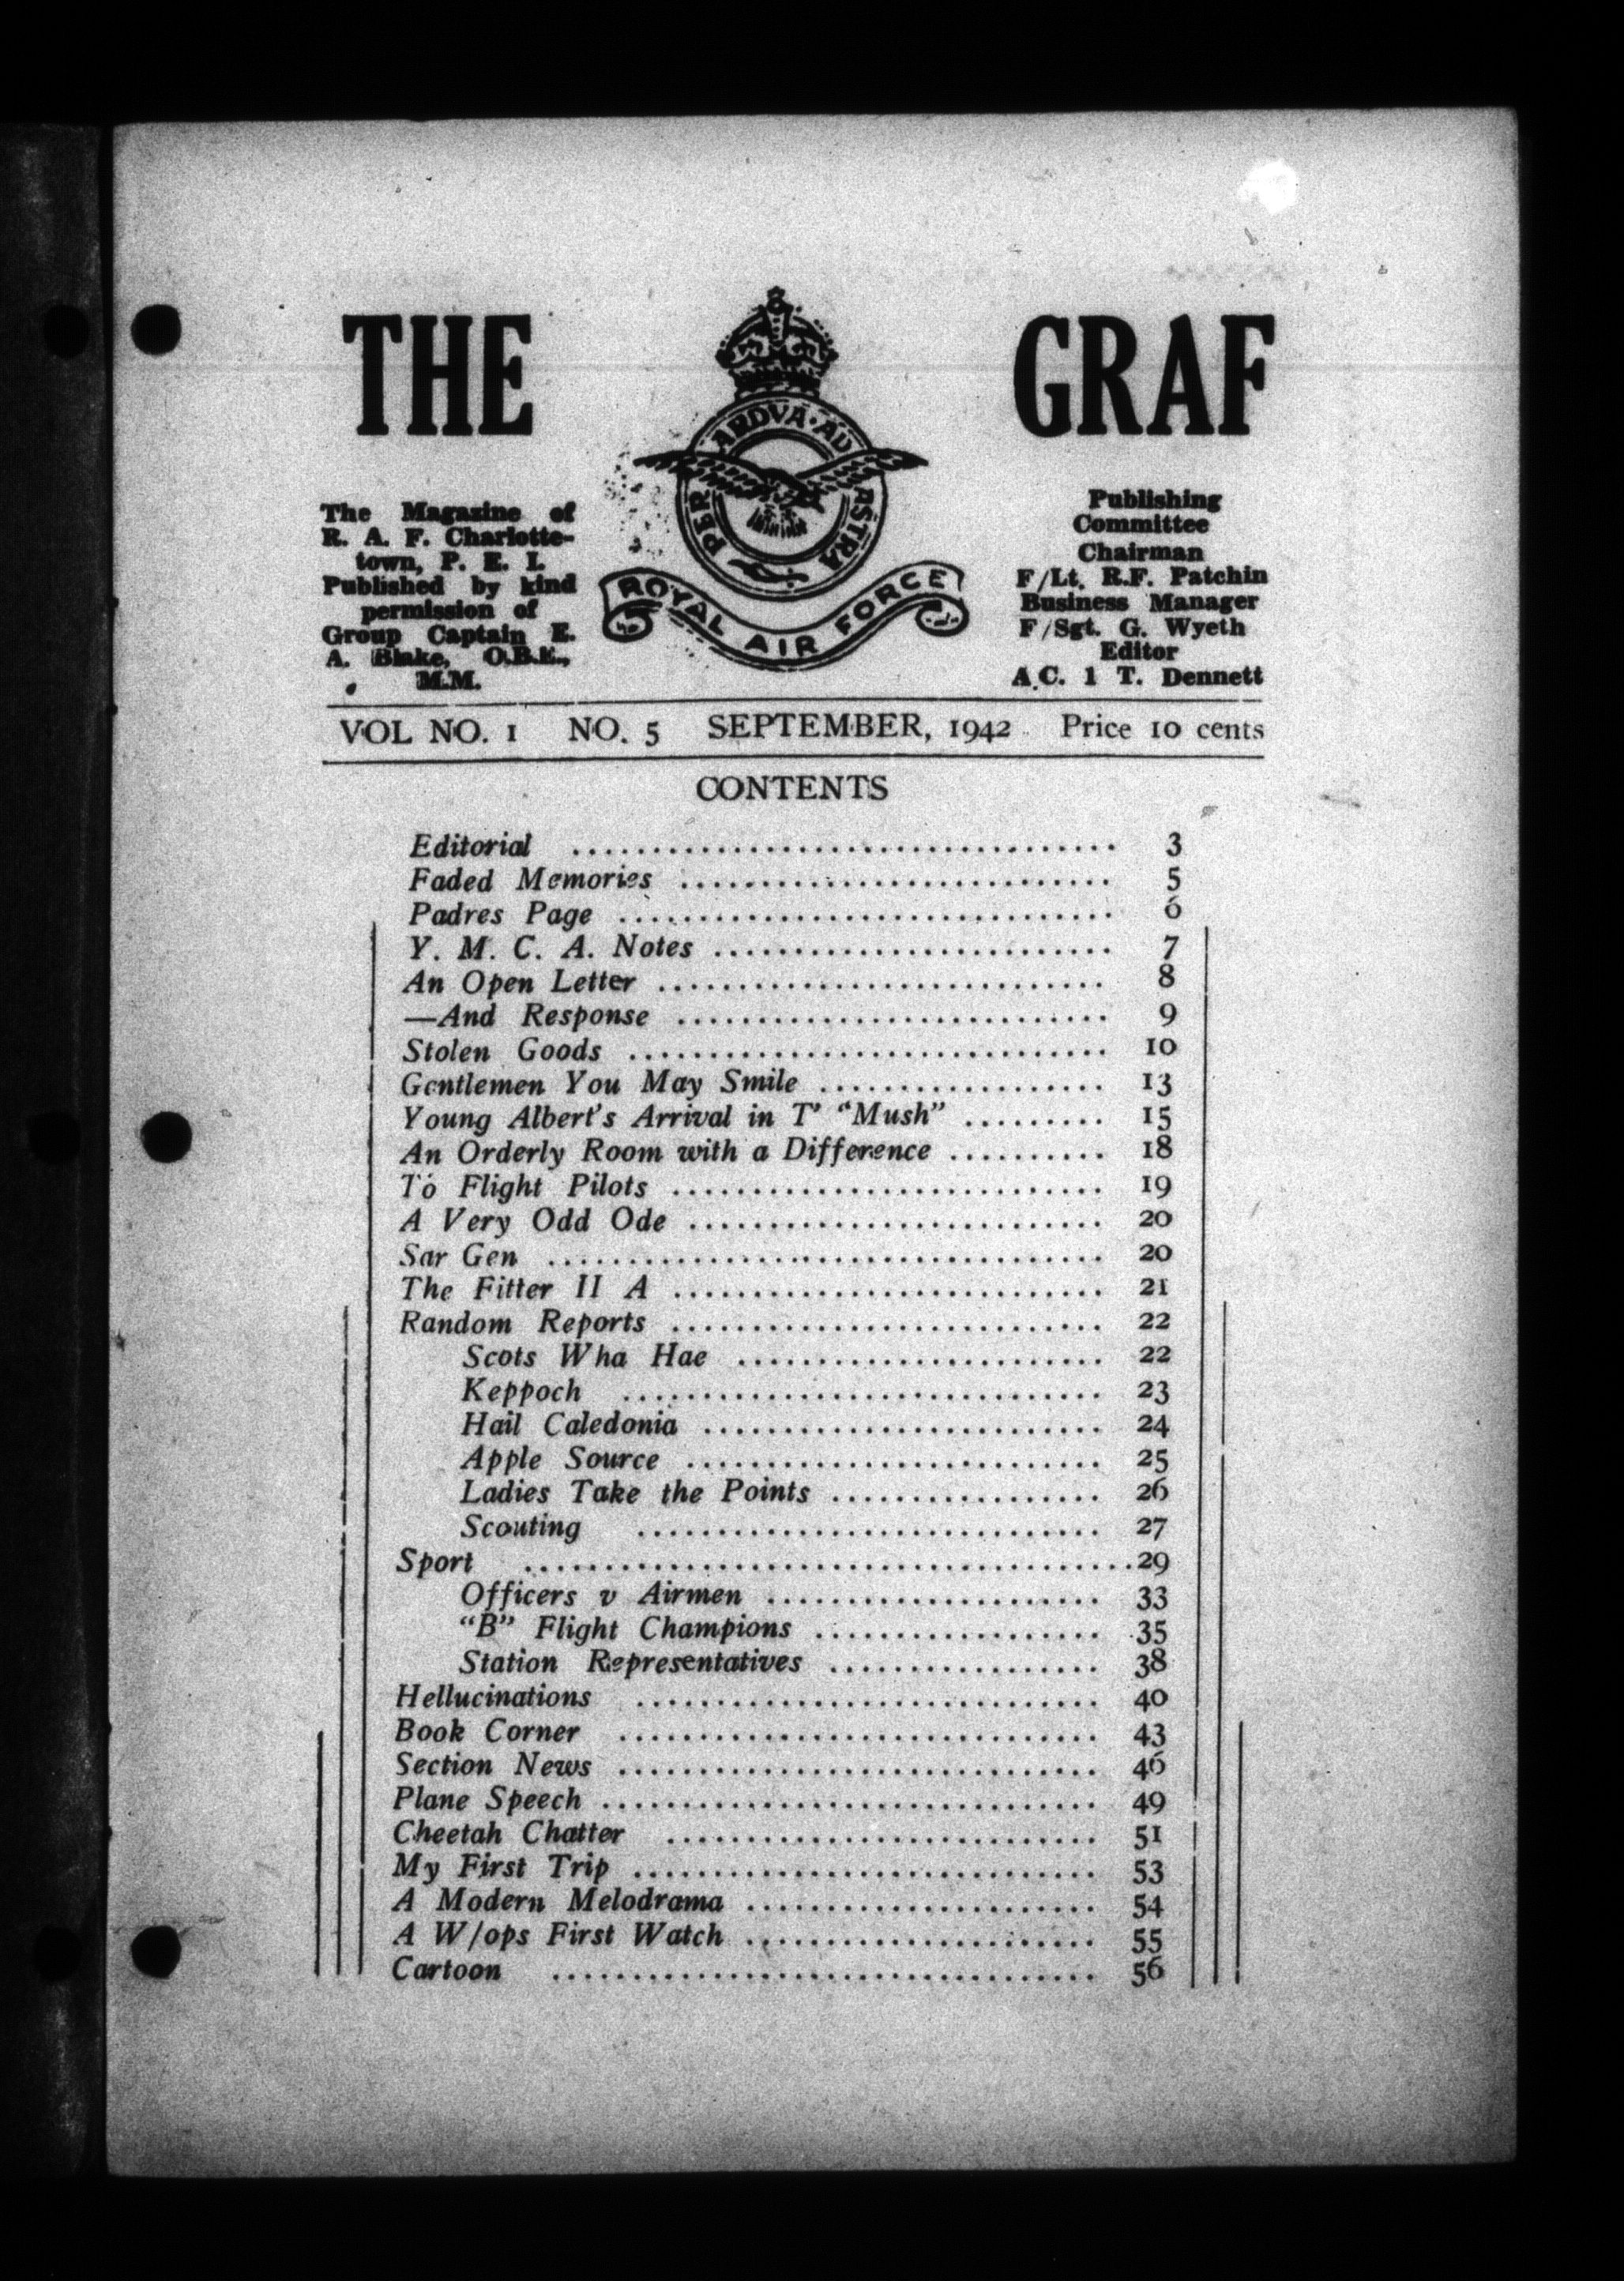 THE GRAF
PER ARDVA AD ASTRA
ROYAL AIR FORCE
The Magazine of
R. A. F. Charlotte-
town, P. E. I.
Published by kind
permission of
Group Captain E.
A. Blake, O.B.E.,
M.M.
Publishing
Committee
Chairman
F/Lt. R.F. Patchin
Business Manager
F/Sgt. G. Wyeth
Editor
A.C. 1 T. Dennett
VOL NO. 1 NO. 5 SEPTEMBER, 1942 Price 10 cents
CONTENTS
Editorial .................................. 3
Faded Memories ........................... 5
Padres Page ............................... 6
Y. M. C. A. Notes ......................... 7
An Open Letter ............................ 8
—And Response ........................... 9
Stolen Goods .............................. 10
Gentlemen You May Smile .................. 13
Young Albert's Arrival in T' "Mush" ......... 15
An Orderly Room with a Difference .......... 18
To Flight Pilots ........................... 19
A Very Odd Ode .......................... 20
Sar Gen ................................... 20
The Fitter II A ........................... 21
Random Reports ........................... 22
Scots Wha Hae ....................... 22
Keppoch .............................. 23
Hail Caledonia ......................... 24
Apple Source .......................... 25
Ladies Take the Points ................. 26
Scouting ............................. 27
Sport ......................................29
Officers v Airmen ..................... 33
"B" Flight Champions .................. 35
Station Representatives ................. 38
Hellucinations ............................. 40
Book Corner .............................. 43
Section News .............................. 46
Plane Speech ............................... 49
Cheetah Chatter ........................... 51
My First Trip ............................. 53
A Modern Melodrama ...................... 54
A W/ops First Watch ...................... 55
Cartoon .................................. 56